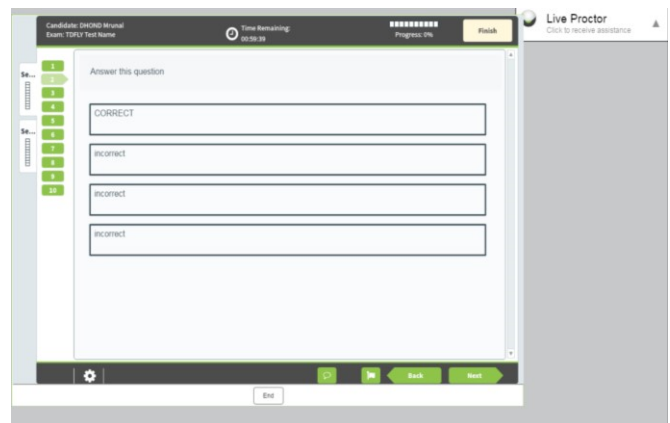 Candidate: DHOND Mrunal
Exam: TDFLY Test Name
Time Remaining:
00:59:39
Progress: 0%
Finish
Live Proctor
Click to receive assistance
Se...
Se...
1
2
3
4
5
6
7
8
9
10
Answer this question
CORRECT
incorrect
incorrect
incorrect
Back
Next
End